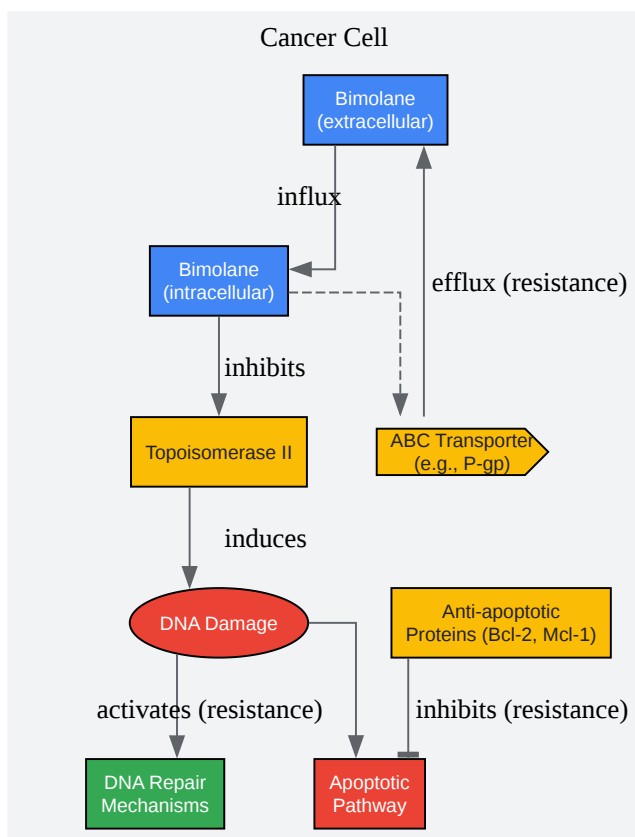 Cancer Cell
Bimolane
(extracellular)
influx
efflux (resistance)
Bimolane
(intracellular)
inhibits
Topoisomerase II
ABC Transporter
(e.g., P-gp)
induces
DNA Damage
Anti-apoptotic
Proteins (Bcl-2, Mcl-1)
activates (resistance)
inhibits (resistance)
DNA Repair
Mechanisms
Apoptotic
Pathway